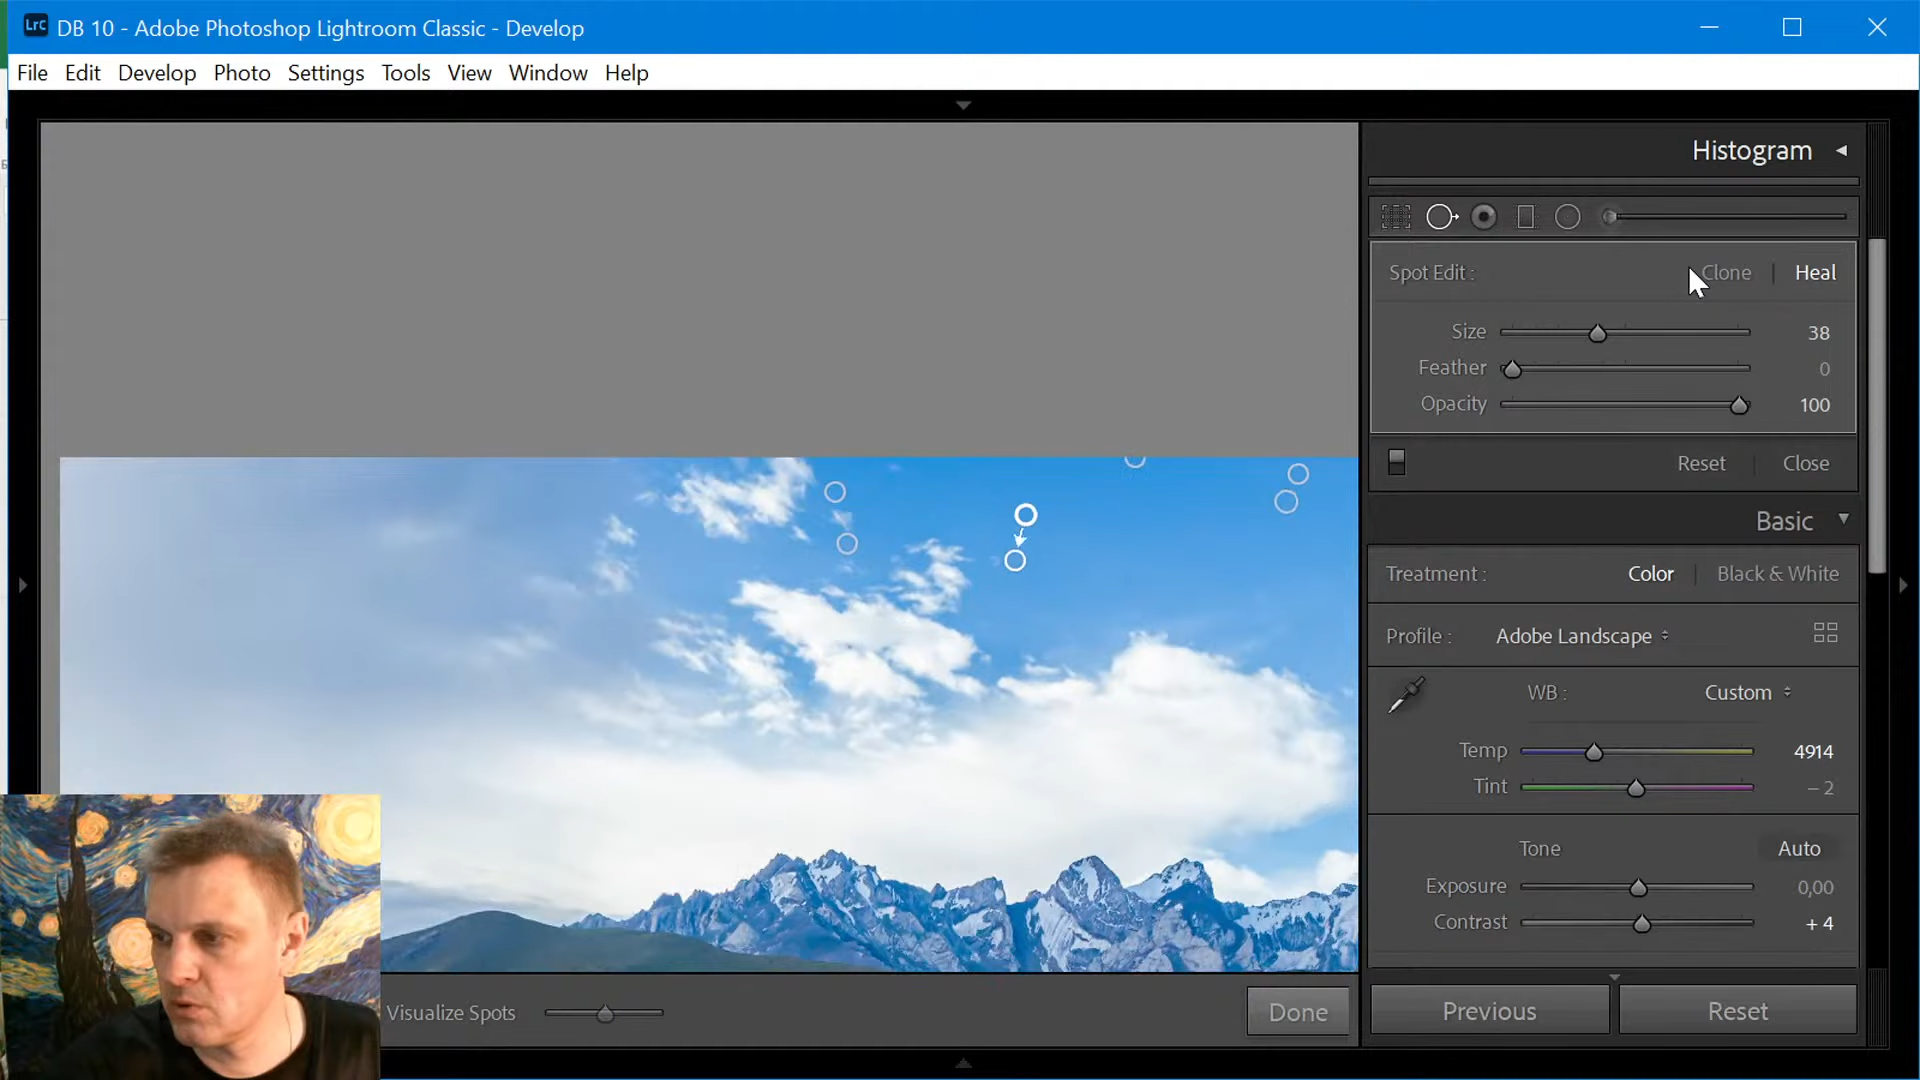 Lrc DB 10 - Adobe Photoshop Lightroom Classic - Develop
File Edit Develop Photo Settings Tools View Window Help
Histogram
Spot Edit : Clone | Heal
Size 38
Feather 0
Opacity 100
Reset Close
Basic
Treatment : Color Black & White
Profile : Adobe Landscape
WB : Custom
Temp 4914
Tint – 2
Tone Auto
Exposure 0,00
Contrast + 4
Visualize Spots Done
Previous Reset